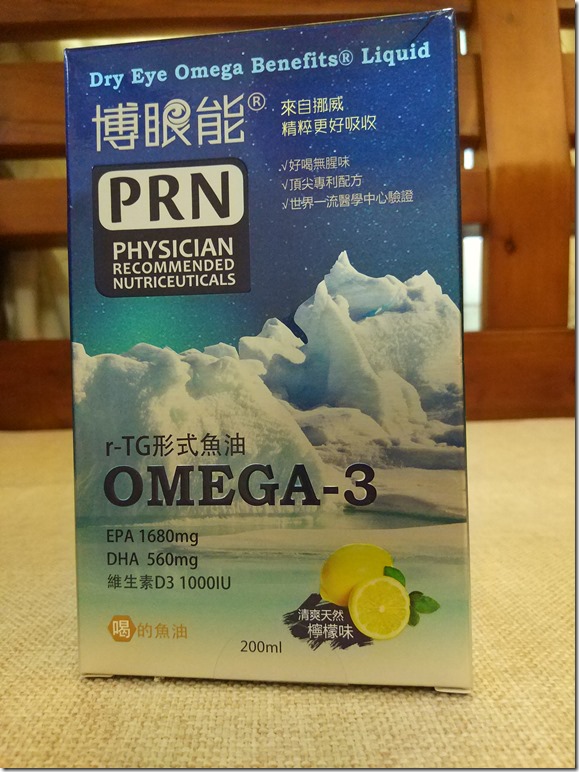 Dry Eye Omega Benefits® Liquid
博眼能®
來自挪威
精粹更好吸收
√好喝無腥味
√頂尖專利配方
√世界一流醫學中心驗證
PRN
PHYSICIAN
RECOMMENDED
NUTRICEUTICALS
r-TG形式魚油
OMEGA-3
EPA 1680mg
DHA 560mg
維生素D3 1000IU
喝的魚油
200ml
清爽天然
檸檬味